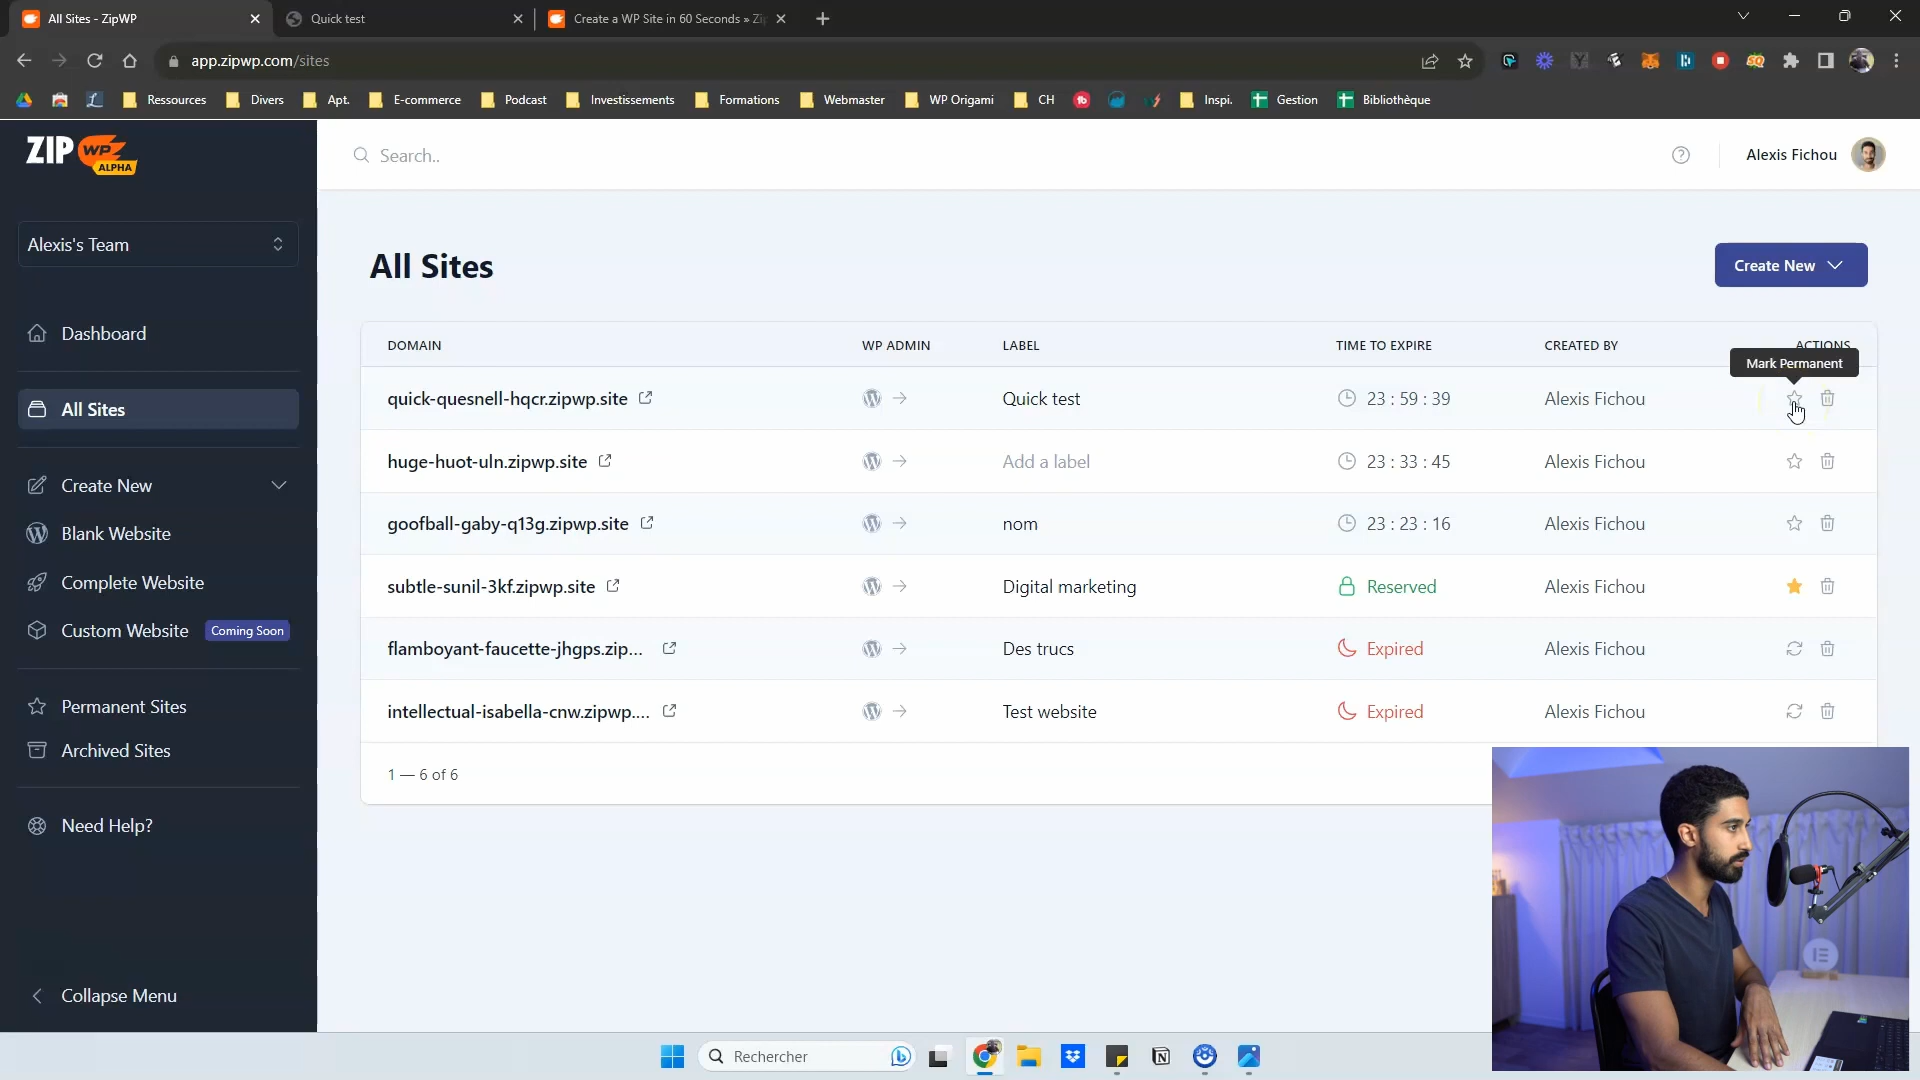 All Sites - ZipWP
Quick test
Create a WP Site in 60 Seconds » Zi
app.zipwp.com/sites
Ressources
Divers
Apt.
E-commerce
Podcast
Investissements
Formations
Webmaster
WP Origami
CH
Inspi.
Gestion
Bibliothèque
ZIP WP
ALPHA
Search..
Alexis Fichou
Alexis's Team
Dashboard
All Sites
Create New
Blank Website
Complete Website
Custom Website Coming Soon
Permanent Sites
Archived Sites
Need Help?
Collapse Menu
All Sites
Create New
DOMAIN WP ADMIN LABEL TIME TO EXPIRE CREATED BY ACTIONS
Mark Permanent
quick-quesnell-hqcr.zipwp.site Quick test 23 : 59 : 39 Alexis Fichou
huge-huot-uln.zipwp.site Add a label 23 : 33 : 45 Alexis Fichou
goofball-gaby-q13g.zipwp.site nom 23 : 23 : 16 Alexis Fichou
subtle-sunil-3kf.zipwp.site Digital marketing Reserved Alexis Fichou
flamboyant-faucette-jhgps.zip... Des trucs Expired Alexis Fichou
intellectual-isabella-cnw.zipwp.... Test website Expired Alexis Fichou
1 — 6 of 6
Rechercher